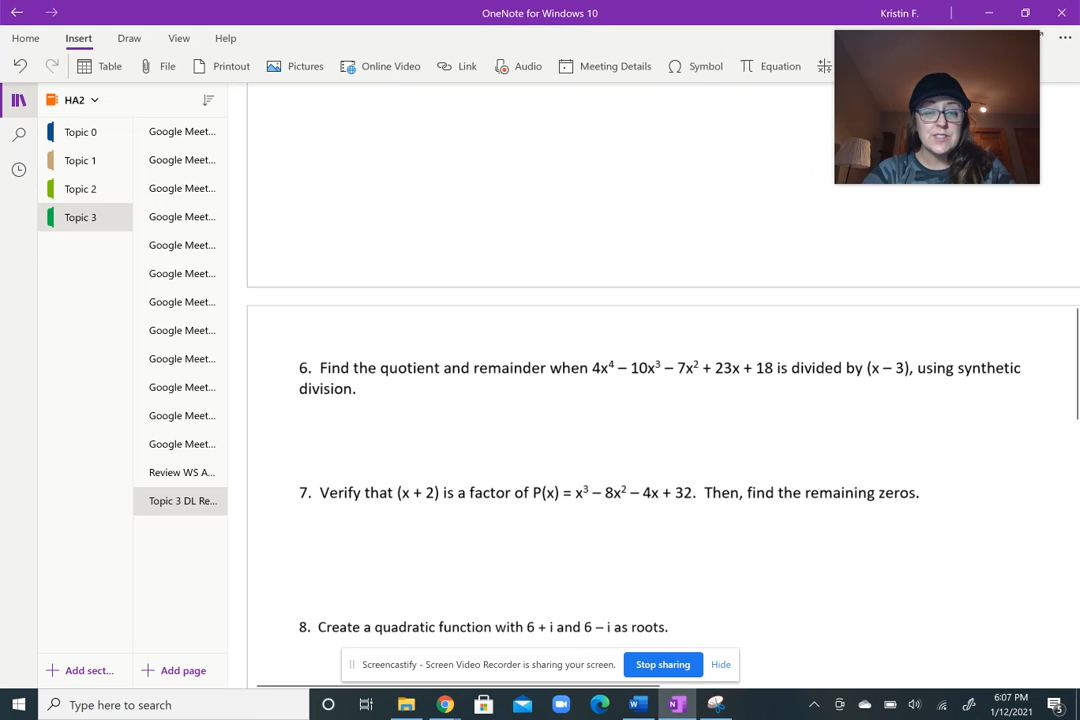 OneNote for Windows 10
Kristin F.
Home Insert Draw View Help
Table File Printout Pictures Online Video Link Audio Meeting Details Symbol Equation
HA2
Topic 0
Topic 1
Topic 2
Topic 3
Google Meet...
Google Meet...
Google Meet...
Google Meet...
Google Meet...
Google Meet...
Google Meet...
Google Meet...
Google Meet...
Google Meet...
Google Meet...
Google Meet...
Review WS A...
Topic 3 DL Re...
6. Find the quotient and remainder when 4x⁴ – 10x³ – 7x² + 23x + 18 is divided by (x – 3), using synthetic
division.
7. Verify that (x + 2) is a factor of P(x) = x³ – 8x² – 4x + 32. Then, find the remaining zeros.
8. Create a quadratic function with 6 + i and 6 – i as roots.
Screencastify - Screen Video Recorder is sharing your screen. Stop sharing Hide
Add sect... Add page
Type here to search
6:07 PM
1/12/2021
5